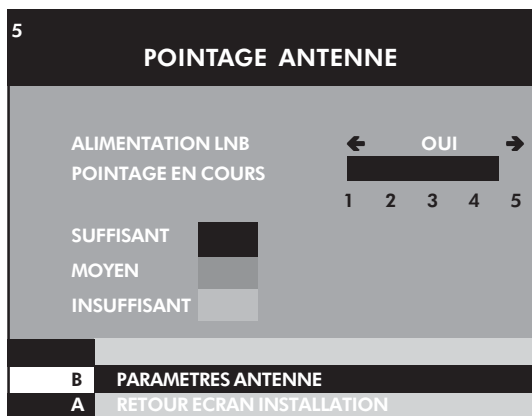 5
POINTAGE ANTENNE
ALIMENTATION LNB OUI
POINTAGE EN COURS
1 2 3 4 5
SUFFISANT
MOYEN
INSUFFISANT
B PARAMETRES ANTENNE
A RETOUR ECRAN INSTALLATION